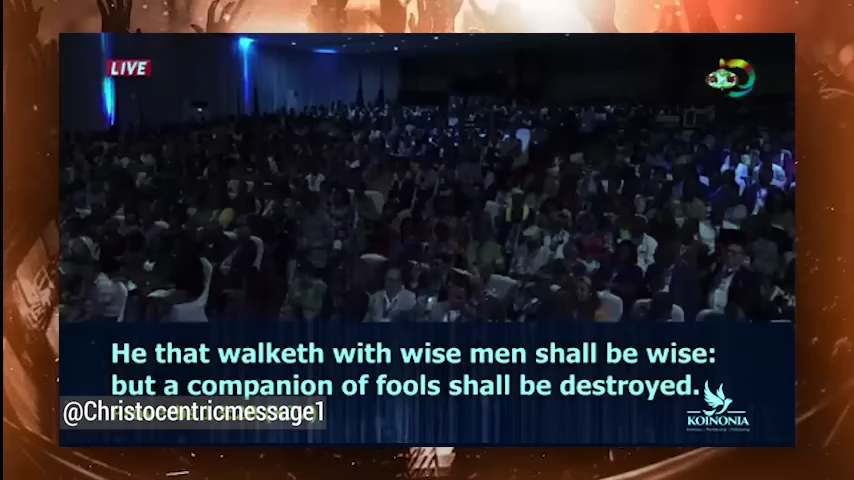 LIVE
He that walketh with wise men shall be wise:
but a companion of fools shall be destroyed.
@Christocentricmessage1
KOINONIA